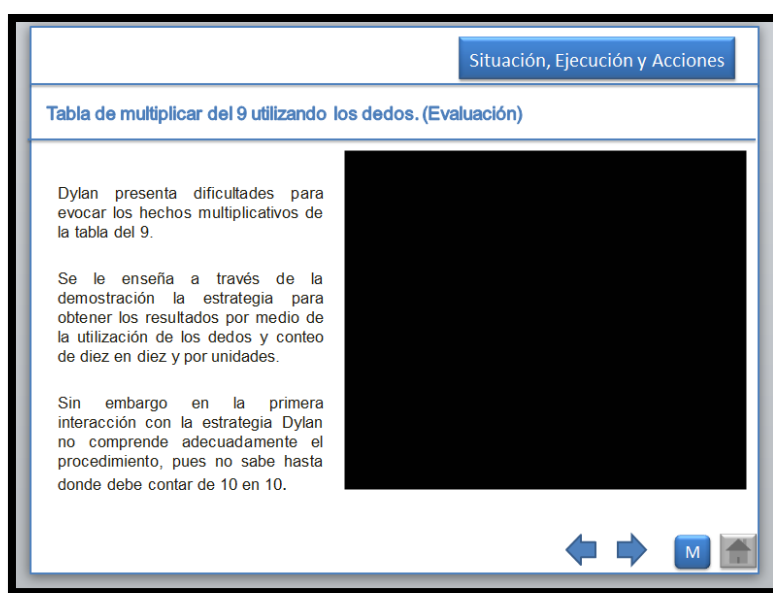 Situación, Ejecución y Acciones
Tabla de multiplicar del 9 utilizando los dedos. (Evaluación)
Dylan presenta dificultades para
evocar los hechos multiplicativos de
la tabla del 9.
Se le enseña a través de la
demostración la estrategia para
obtener los resultados por medio de
la utilización de los dedos y conteo
de diez en diez y por unidades.
Sin embargo en la primera
interacción con la estrategia Dylan
no comprende adecuadamente el
procedimiento, pues no sabe hasta
donde debe contar de 10 en 10.
M